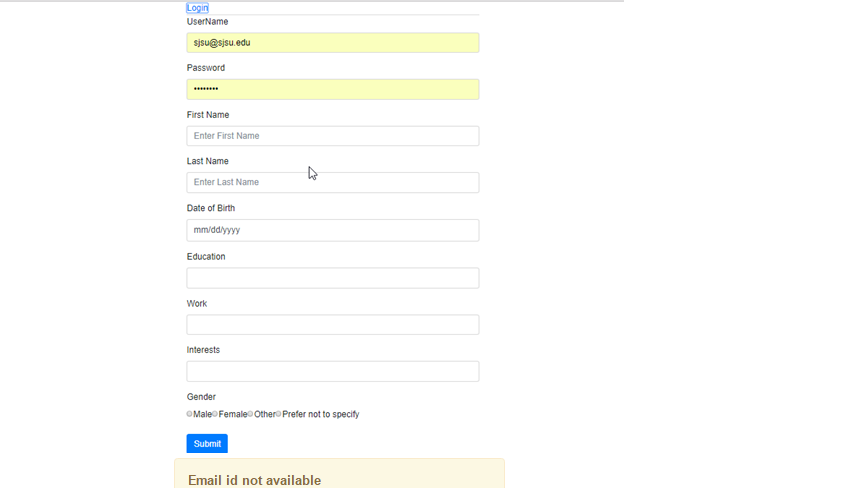 Login
UserName
sjsu@sjsu.edu
Password
••••••••
First Name
Enter First Name
Last Name
Enter Last Name
Date of Birth
mm/dd/yyyy
Education
Work
Interests
Gender
Male Female Other Prefer not to specify
Submit
Email id not available